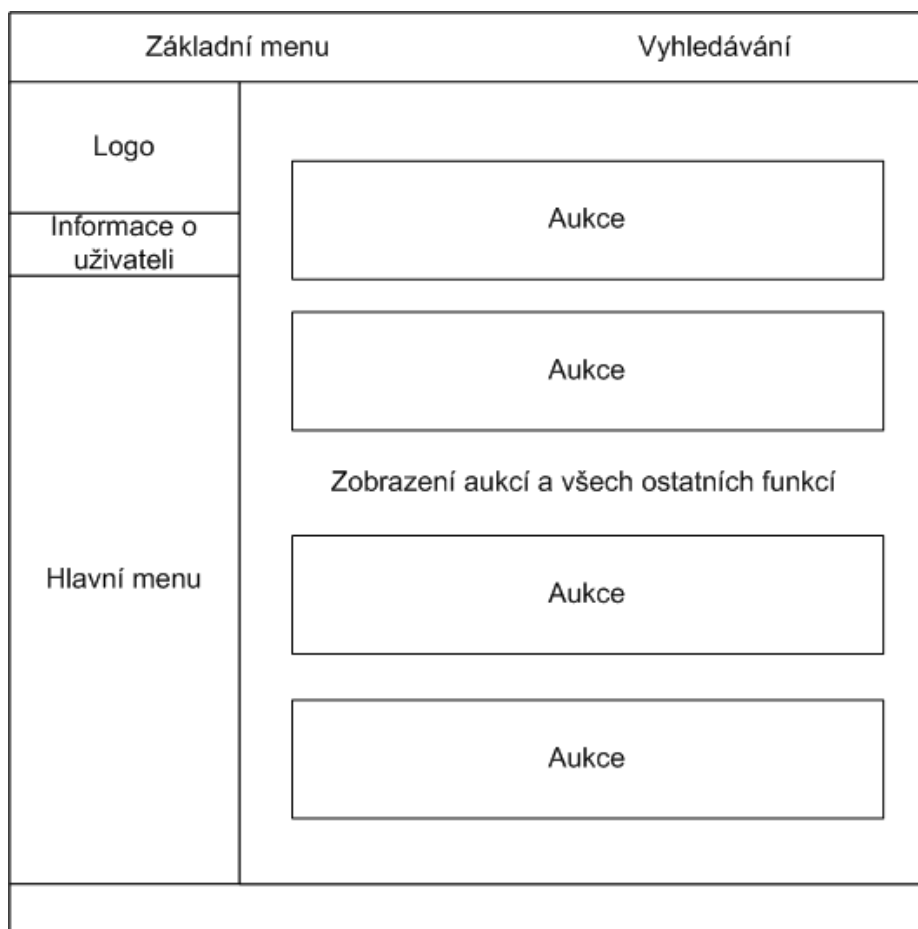 Základní menu
Vyhledávání
Logo
Informace o
uživateli
Hlavní menu
Aukce
Aukce
Zobrazení aukcí a všech ostatních funkcí
Aukce
Aukce